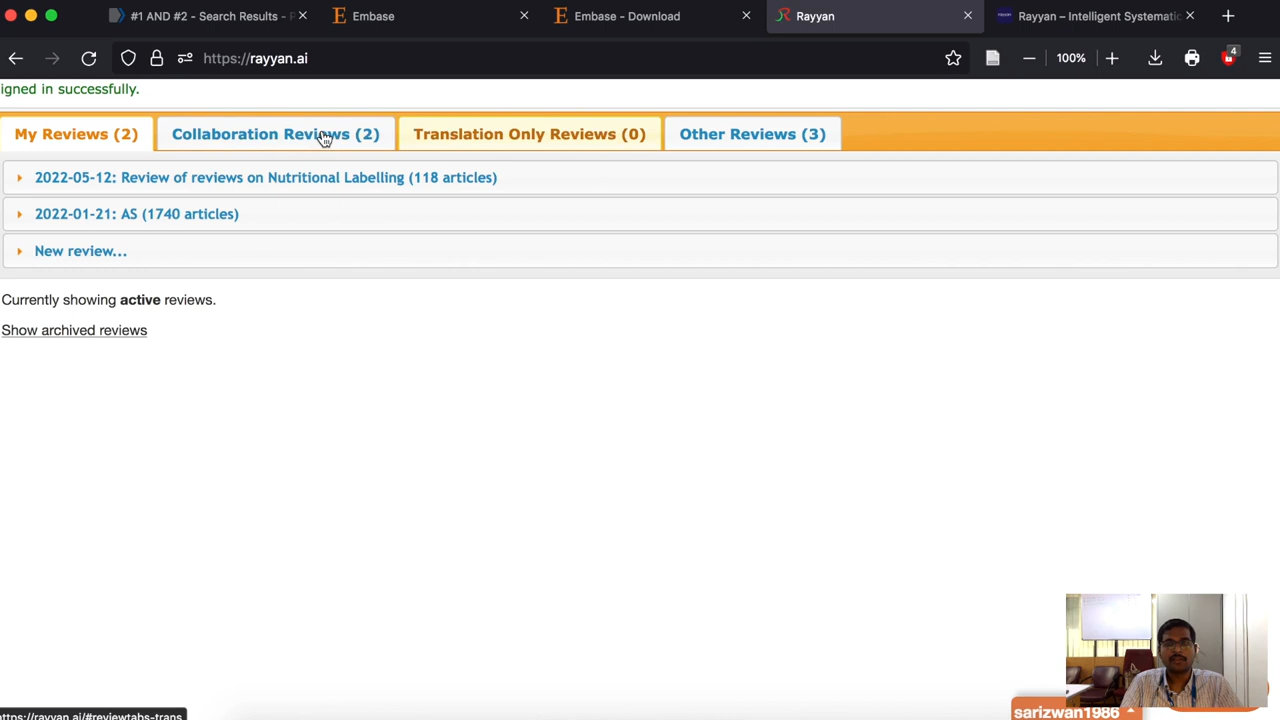 #1 AND #2 - Search Results - P
Embase
Embase - Download
Rayyan
Rayyan – Intelligent Systematic
https://rayyan.ai
100%
4
igned in successfully.
My Reviews (2)
Collaboration Reviews (2)
Translation Only Reviews (0)
Other Reviews (3)
2022-05-12: Review of reviews on Nutritional Labelling (118 articles)
2022-01-21: AS (1740 articles)
New review...
Currently showing active reviews.
Show archived reviews
https://rayyan.ai/#reviewtabs-trans
sarizwan1986